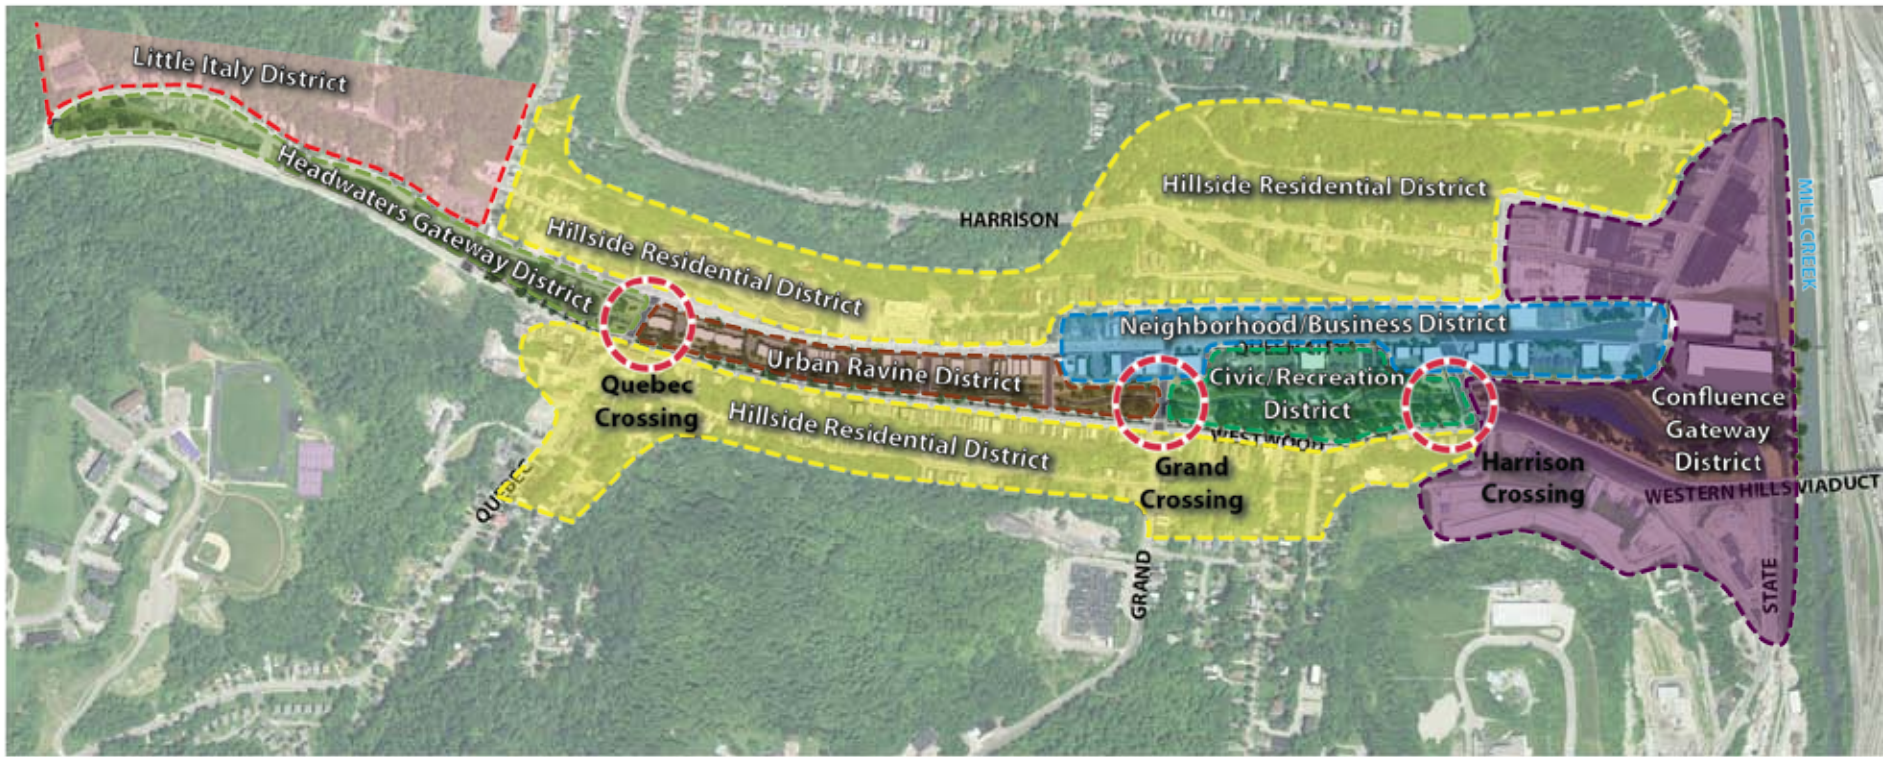 Little Italy District
Headwaters Gateway District
Hillside Residential District
HARRISON
Hillside Residential District
MILL CREEK
Neighborhood/Business District
Urban Ravine District
Civic/Recreation
District
Quebec
Crossing
Hillside Residential District
WESTWOOD
Grand
Crossing
Harrison
Crossing
Confluence
Gateway
District
WESTERN HILLS VIADUCT
QUEBEC
GRAND
STATE